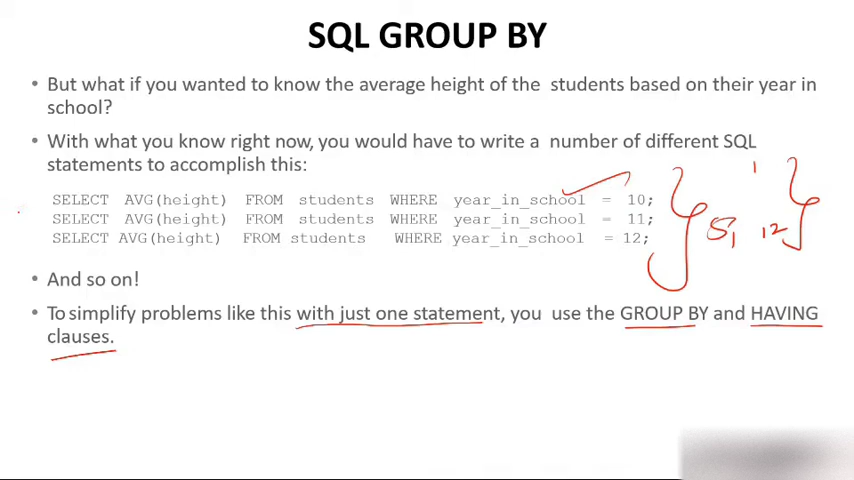 SQL GROUP BY
• But what if you wanted to know the average height of the students based on their year in
school?
• With what you know right now, you would have to write a number of different SQL
statements to accomplish this:
SELECT AVG(height) FROM students WHERE year_in_school = 10;
SELECT AVG(height) FROM students WHERE year_in_school = 11;
SELECT AVG(height) FROM students WHERE year_in_school = 12;
12
• And so on!
• To simplify problems like this with just one statement, you use the GROUP BY and HAVING
clauses.